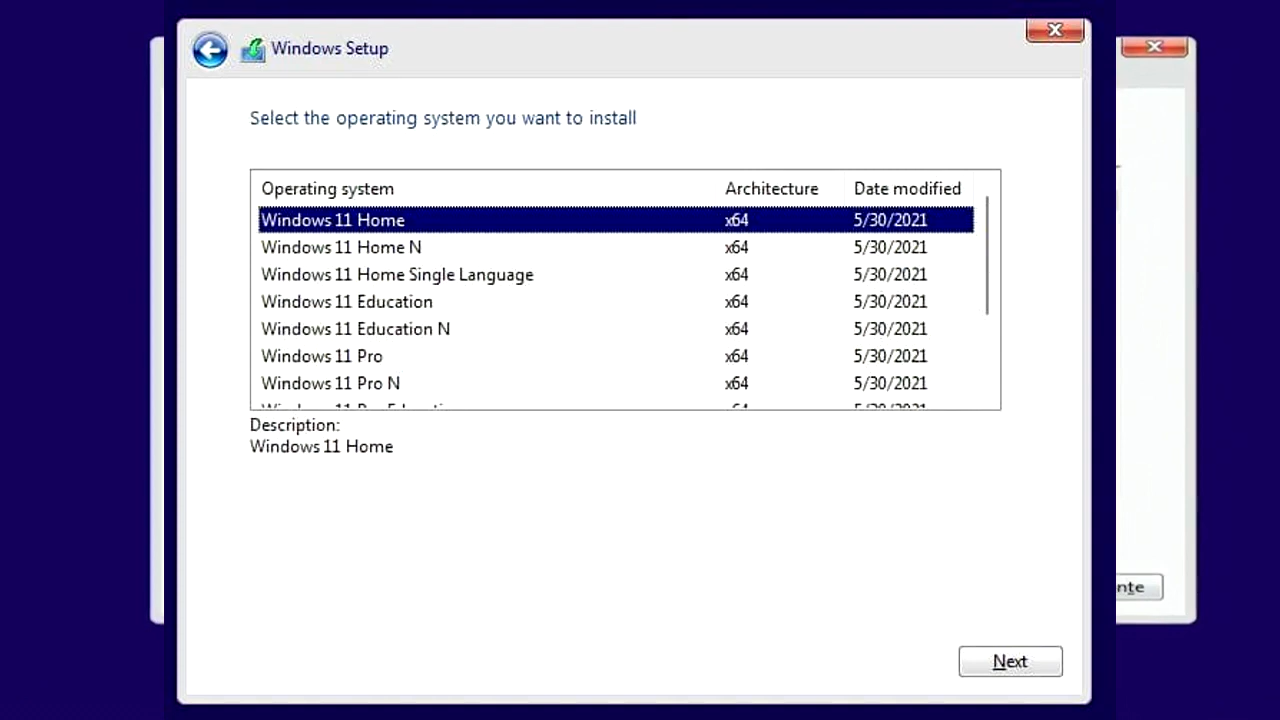 Windows Setup
Select the operating system you want to install
Operating system Architecture Date modified
Windows 11 Home x64 5/30/2021
Windows 11 Home N x64 5/30/2021
Windows 11 Home Single Language x64 5/30/2021
Windows 11 Education x64 5/30/2021
Windows 11 Education N x64 5/30/2021
Windows 11 Pro x64 5/30/2021
Windows 11 Pro N x64 5/30/2021
Description:
Windows 11 Home
nte
Next